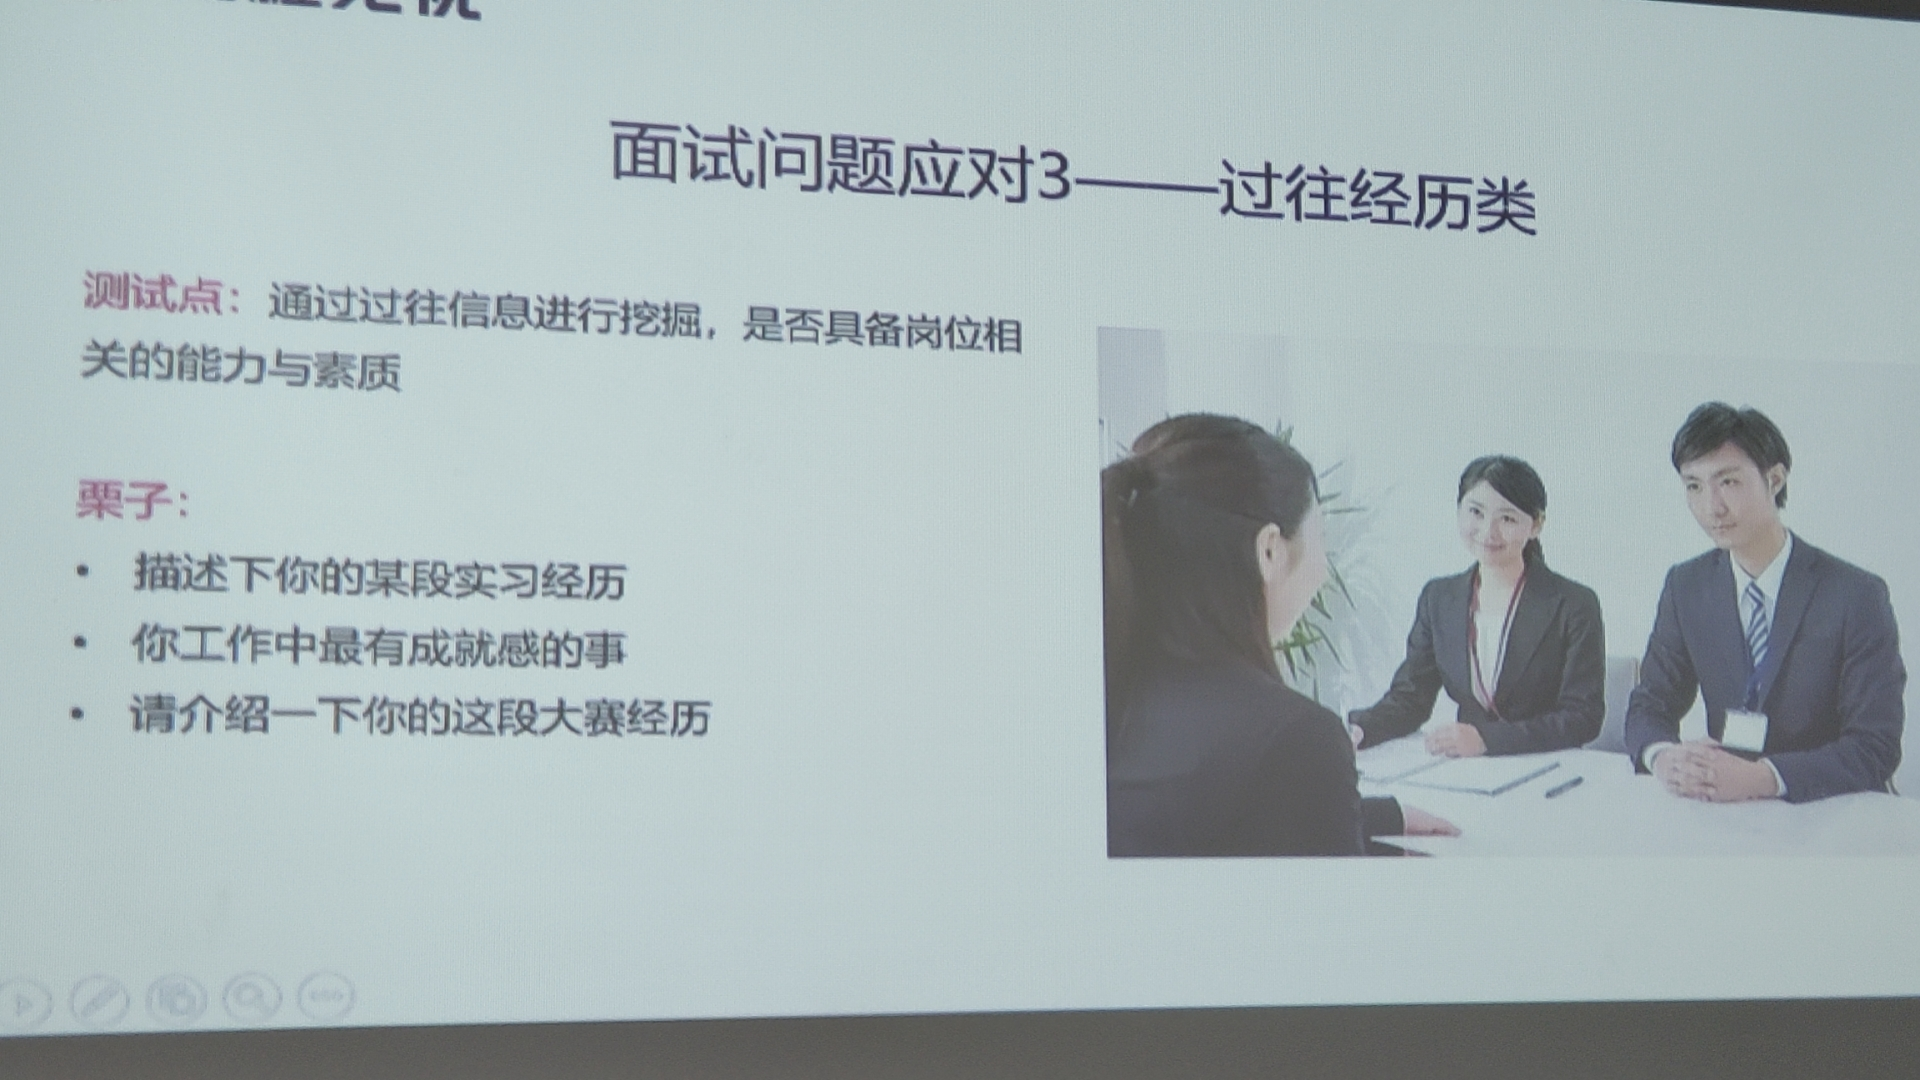 面试问题应对3——过往经历类
测试点：通过过往信息进行挖掘，是否具备岗位相
关的能力与素质
栗子：
• 描述下你的某段实习经历
• 你工作中最有成就感的事
• 请介绍一下你的这段大赛经历